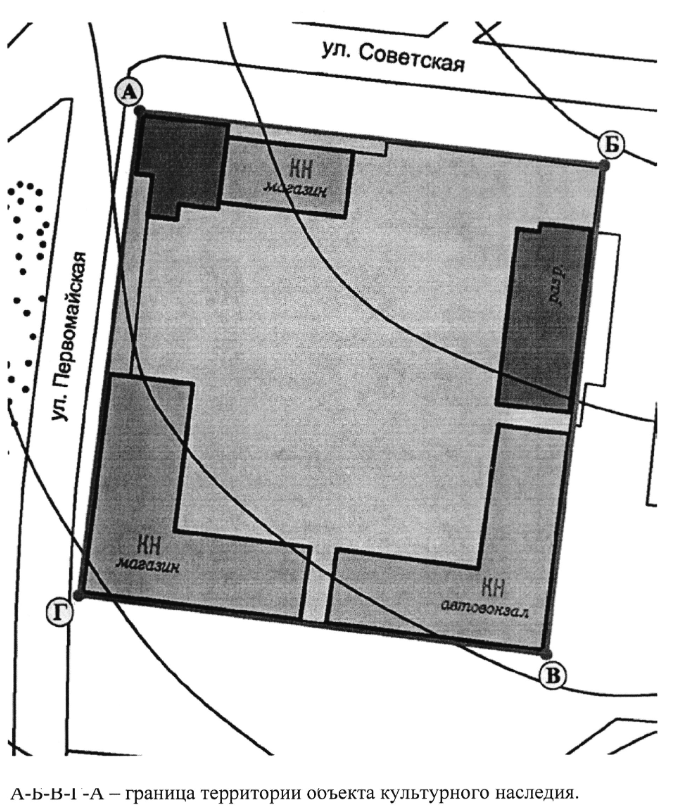 ул. Советская
А
Б
КН
магазин
разр.
ул. Первомайская
КН
магазин
КН
автовокзал
Г
В
А-Б-В-Г-А – граница территории объекта культурного наследия.